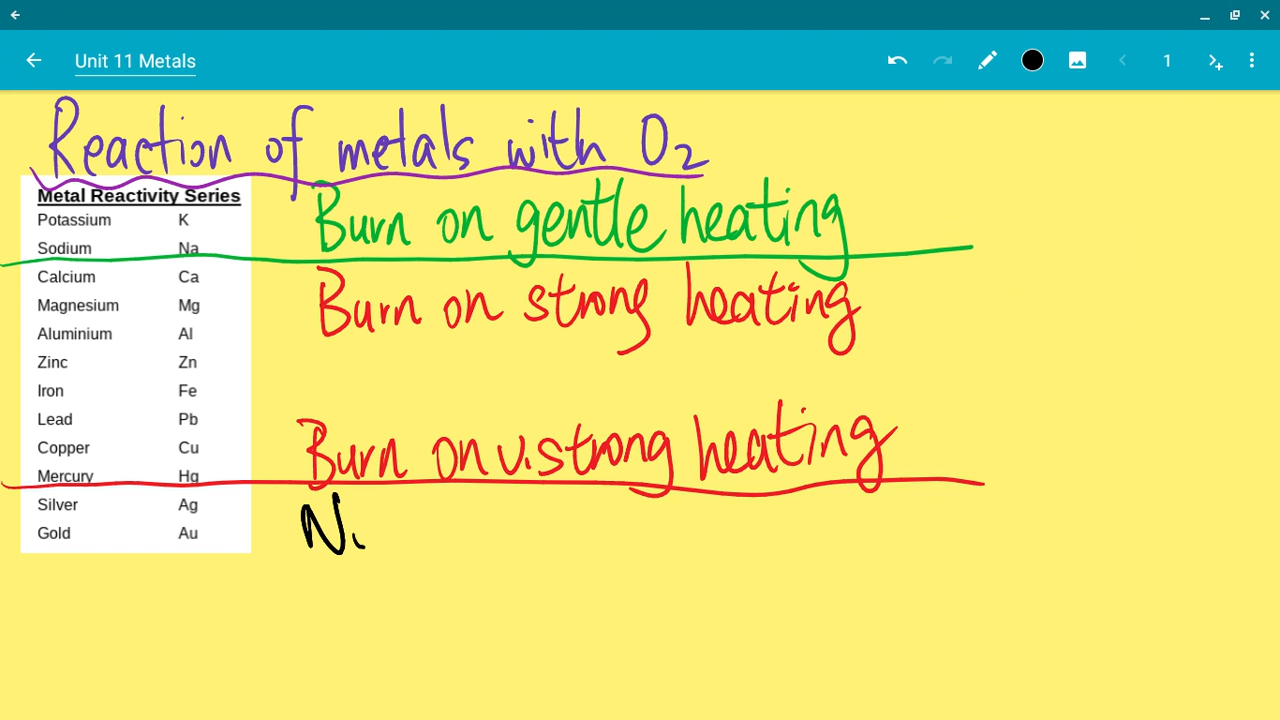 Unit 11 Metals
1
Reaction of metals with O₂
Metal Reactivity Series
Potassium K
Sodium Na
Calcium Ca
Magnesium Mg
Aluminium Al
Zinc Zn
Iron Fe
Lead Pb
Copper Cu
Mercury Hg
Silver Ag
Gold Au
Burn on gentle heating
Burn on strong heating
Burn on v.strong heating